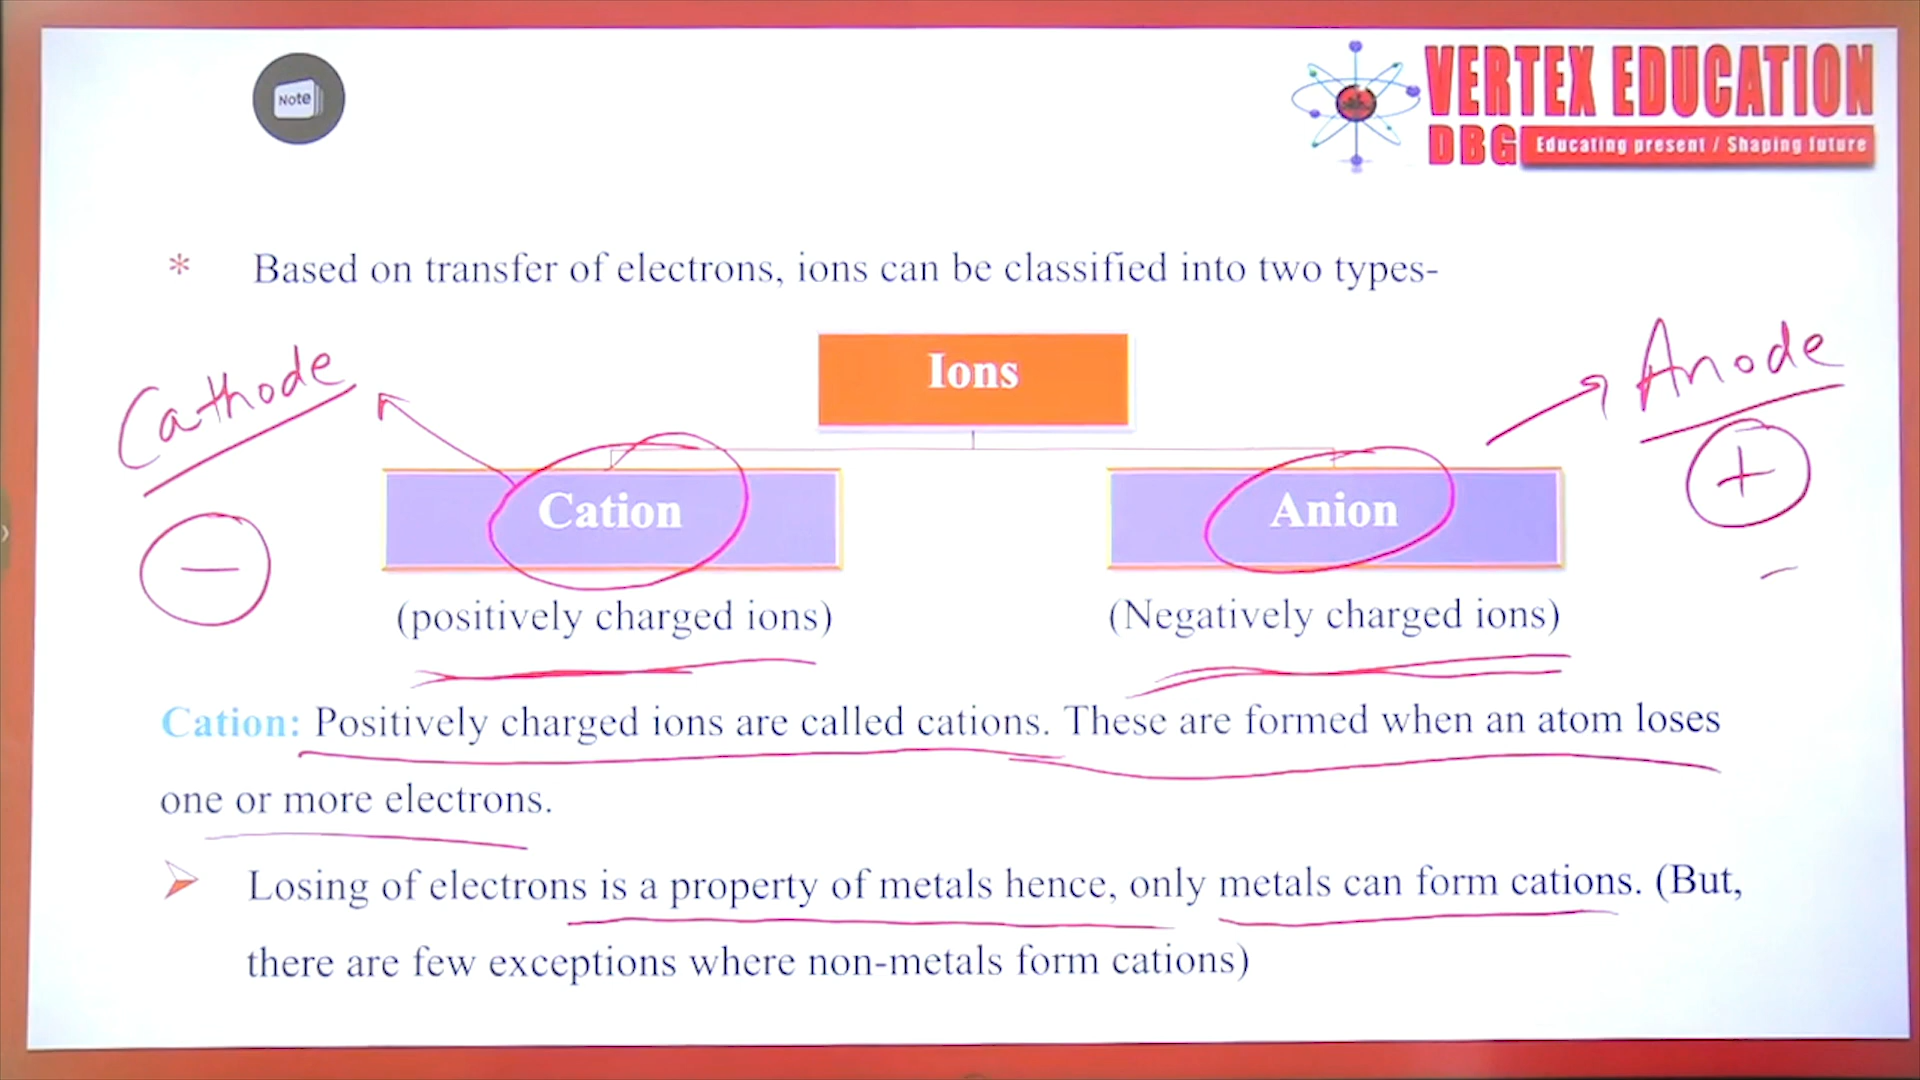 Note
VERTEX EDUCATION
DBG Educating present / Shaping future
* Based on transfer of electrons, ions can be classified into two types-
Ions
Cathode
Anode
+
Cation
Anion
−
(positively charged ions)
(Negatively charged ions)
Cation: Positively charged ions are called cations. These are formed when an atom loses
one or more electrons.
Losing of electrons is a property of metals hence, only metals can form cations. (But,
there are few exceptions where non-metals form cations)